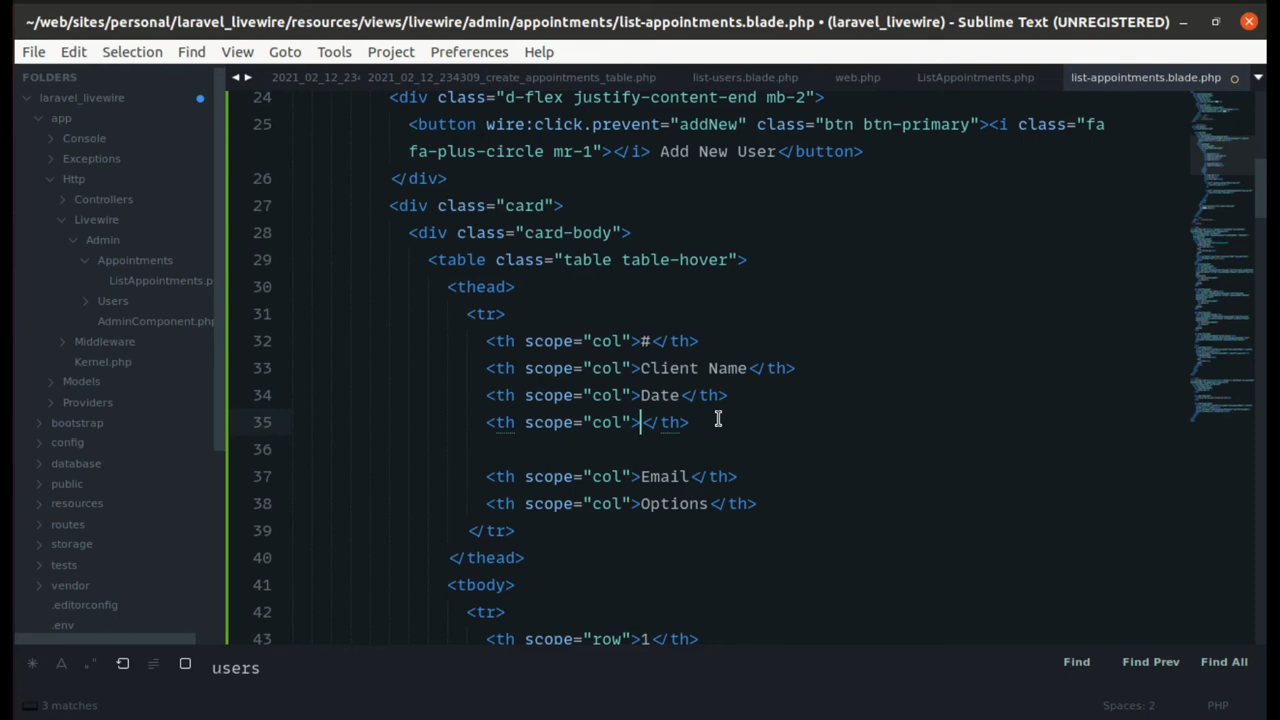 ~/web/sites/personal/laravel_livewire/resources/views/livewire/admin/appointments/list-appointments.blade.php • (laravel_livewire) - Sublime Text (UNREGISTERED)
File Edit Selection Find View Goto Tools Project Preferences Help
FOLDERS
laravel_livewire
app
Console
Exceptions
Http
Controllers
Livewire
Admin
Appointments
ListAppointments.p
Users
AdminComponent.php
Middleware
Kernel.php
Models
Providers
bootstrap
config
database
public
resources
routes
storage
tests
vendor
.editorconfig
.env
2021_02_12_234 2021_02_12_234309_create_appointments_table.php list-users.blade.php web.php ListAppointments.php list-appointments.blade.php
24 <div class="d-flex justify-content-end mb-2">
25 <button wire:click.prevent="addNew" class="btn btn-primary"><i class="fa
fa-plus-circle mr-1"></i> Add New User</button>
26 </div>
27 <div class="card">
28 <div class="card-body">
29 <table class="table table-hover">
30 <thead>
31 <tr>
32 <th scope="col">#</th>
33 <th scope="col">Client Name</th>
34 <th scope="col">Date</th>
35 <th scope="col"></th>
36
37 <th scope="col">Email</th>
38 <th scope="col">Options</th>
39 </tr>
40 </thead>
41 <tbody>
42 <tr>
43 <th scope="row">1</th>
users
Find Find Prev Find All
3 matches
Spaces: 2 PHP